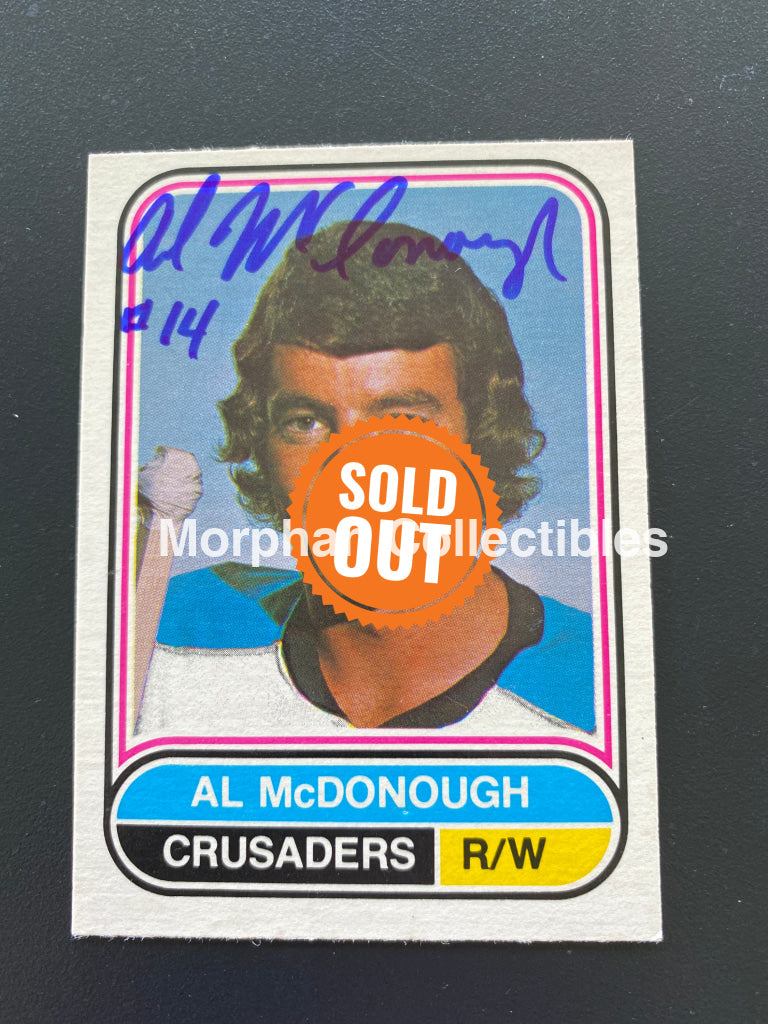 Al McDonough
#14
SOLD
OUT
Morphan Collectibles
AL McDONOUGH
CRUSADERS R/W